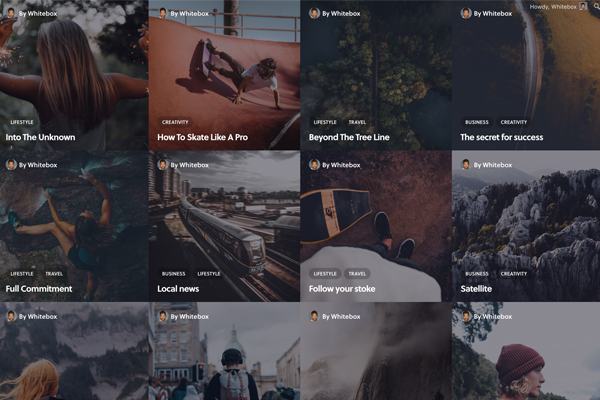 Howdy, Whitebox
By Whitebox
By Whitebox
By Whitebox
By Whitebox
LIFESTYLE
Into The Unknown
CREATIVITY
How To Skate Like A Pro
LIFESTYLE TRAVEL
Beyond The Tree Line
BUSINESS CREATIVITY
The secret for success
By Whitebox
By Whitebox
By Whitebox
By Whitebox
LIFESTYLE TRAVEL
Full Commitment
BUSINESS LIFESTYLE
Local news
LIFESTYLE TRAVEL
Follow your stoke
BUSINESS CREATIVITY
Satellite
By Whitebox
By Whitebox
By Whitebox
By Whitebox